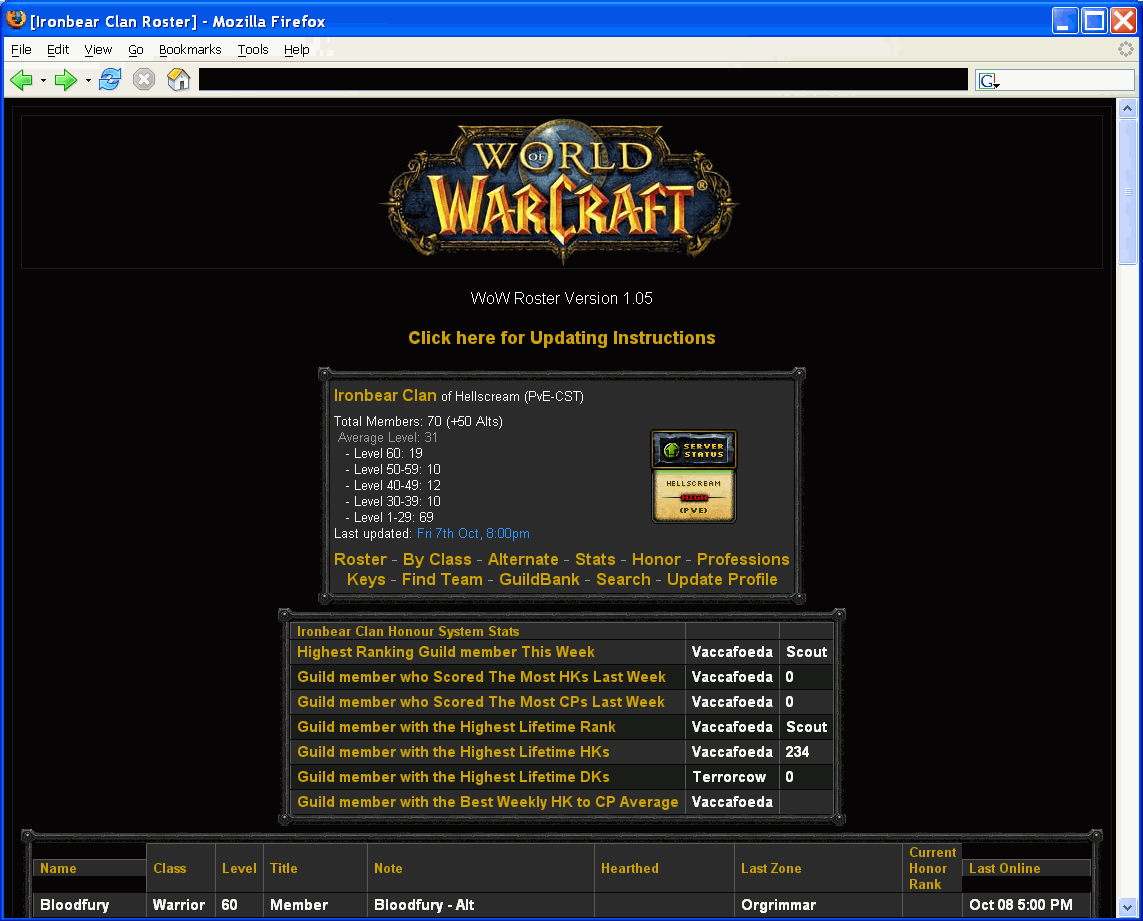 [Ironbear Clan Roster] - Mozilla Firefox
File Edit View Go Bookmarks Tools Help
G
WORLD
OF
WARCRAFT®
WoW Roster Version 1.05
Click here for Updating Instructions
Ironbear Clan of Hellscream (PvE-CST)
Total Members: 70 (+50 Alts)
Average Level: 31
- Level 60: 19
- Level 50-59: 10
- Level 40-49: 12
- Level 30-39: 10
- Level 1-29: 69
Last updated: Fri 7th Oct, 8:00pm
SERVER
STATUS
HELLSCREAM
HIGH
(PVE)
Roster - By Class - Alternate - Stats - Honor - Professions
Keys - Find Team - GuildBank - Search - Update Profile
Ironbear Clan Honour System Stats
Highest Ranking Guild member This Week Vaccafoeda Scout
Guild member who Scored The Most HKs Last Week Vaccafoeda 0
Guild member who Scored The Most CPs Last Week Vaccafoeda 0
Guild member with the Highest Lifetime Rank Vaccafoeda Scout
Guild member with the Highest Lifetime HKs Vaccafoeda 234
Guild member with the Highest Lifetime DKs Terrorcow 0
Guild member with the Best Weekly HK to CP Average Vaccafoeda
Name Class Level Title Note Hearthed Last Zone Current Honor Rank Last Online
Bloodfury Warrior 60 Member Bloodfury - Alt Orgrimmar Oct 08 5:00 PM